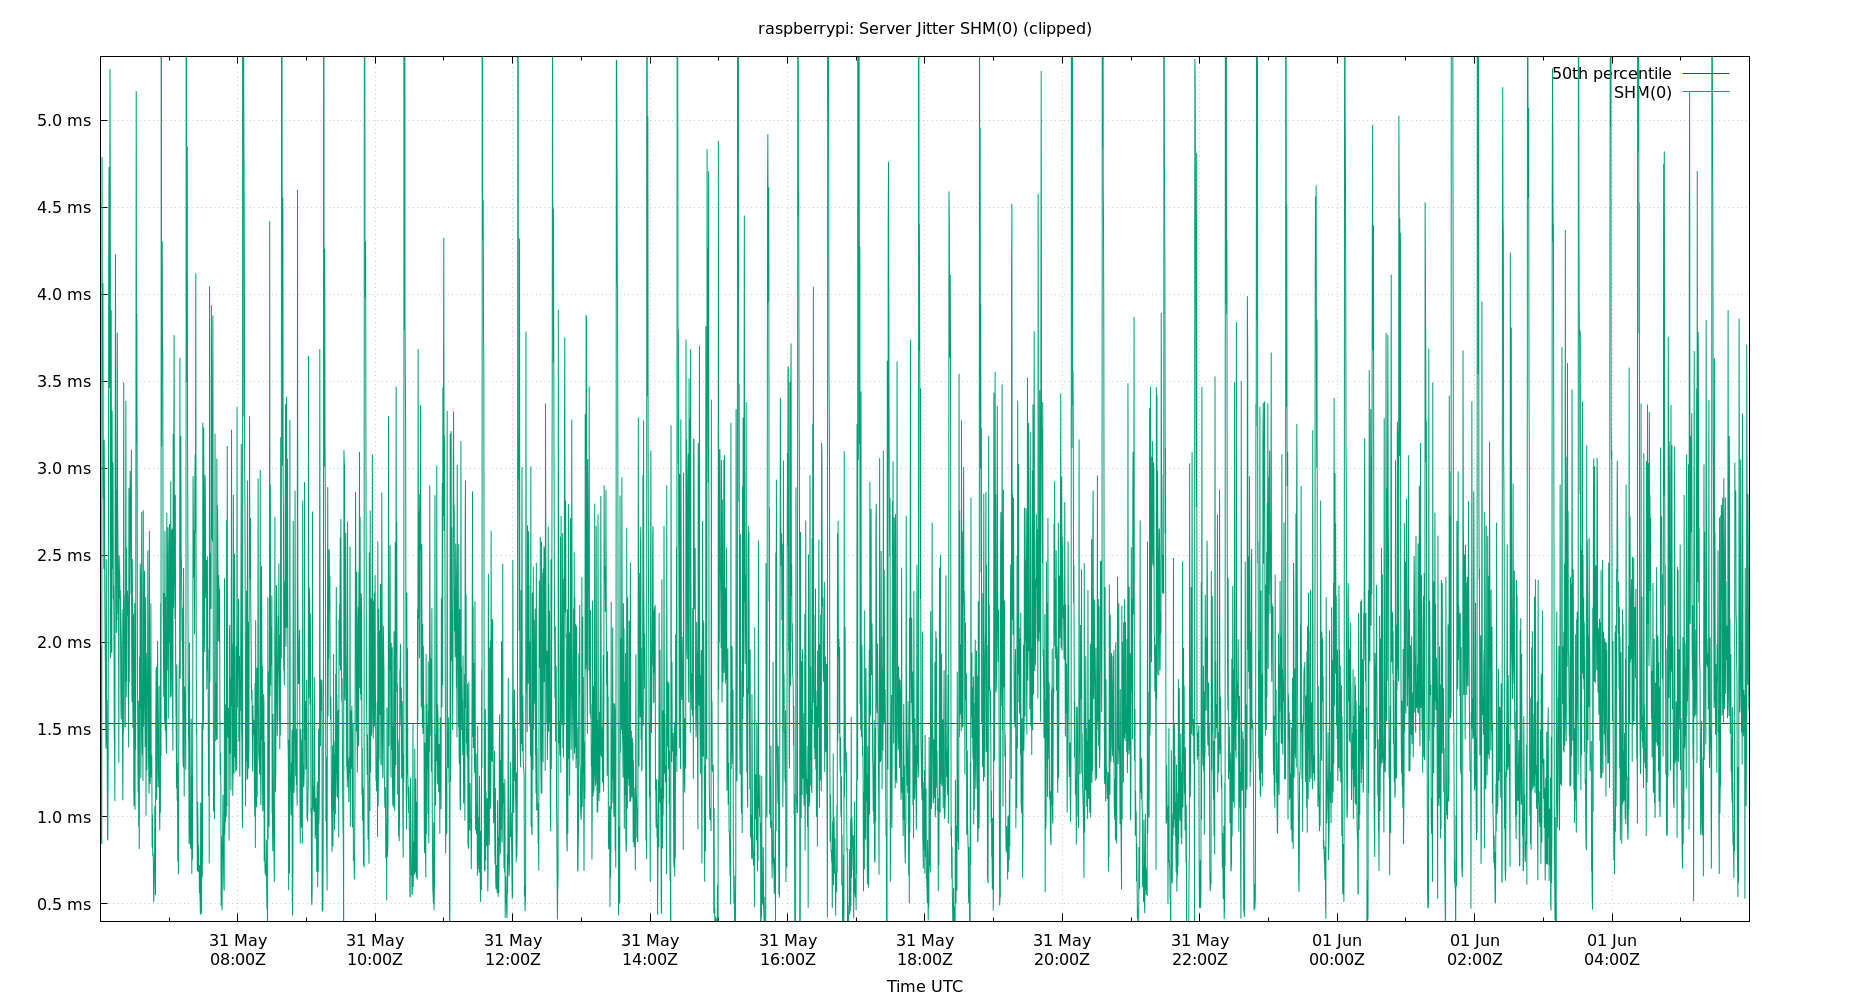 raspberrypi: Server Jitter SHM(0) (clipped)
50th percentile
SHM(0)
5.0 ms
4.5 ms
4.0 ms
3.5 ms
3.0 ms
2.5 ms
2.0 ms
1.5 ms
1.0 ms
0.5 ms
31 May 31 May 31 May 31 May 31 May 31 May 31 May 31 May 01 Jun 01 Jun 01 Jun
08:00Z 10:00Z 12:00Z 14:00Z 16:00Z 18:00Z 20:00Z 22:00Z 00:00Z 02:00Z 04:00Z
Time UTC